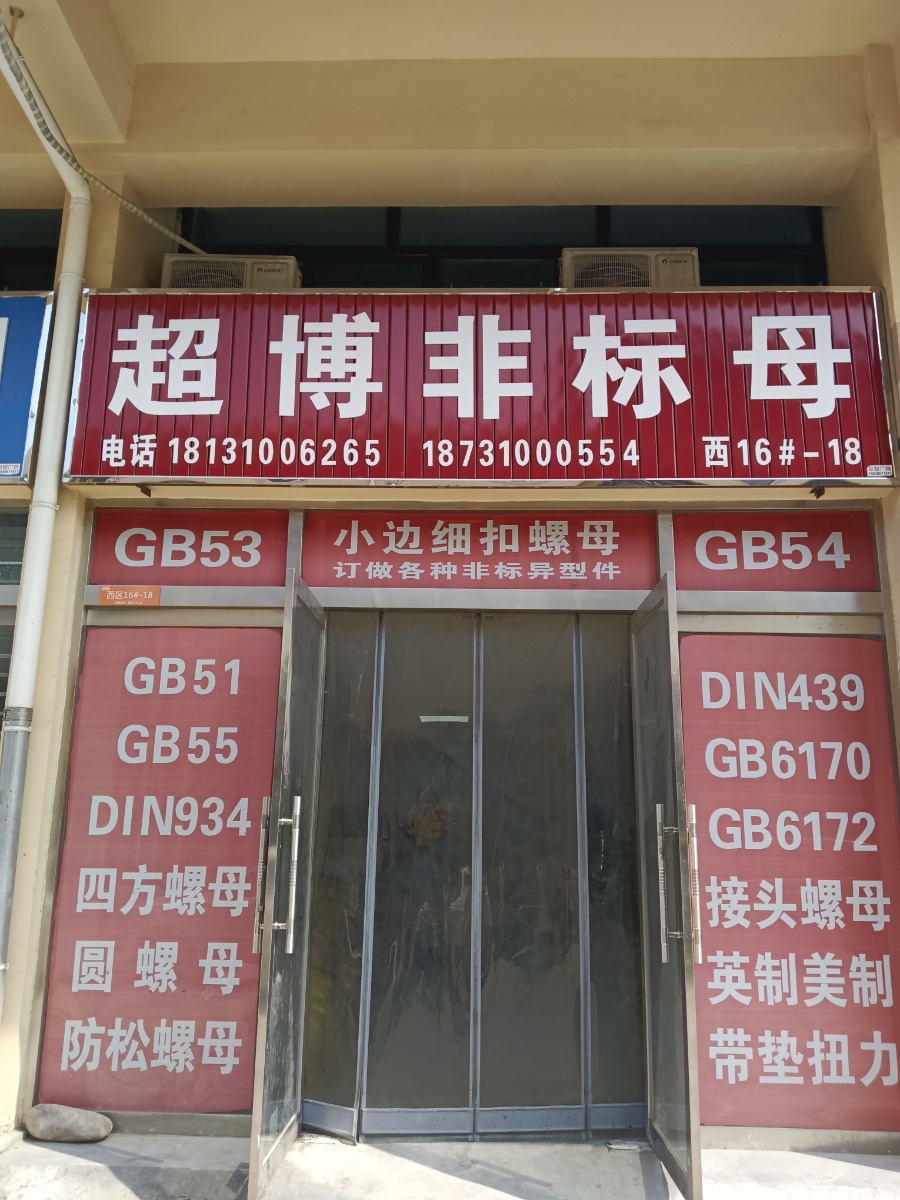 超博非标母
电话 18131006265 18731000554 西16#-18
GB53
小边细扣螺母
订做各种非标异型件
GB54
西区16#-18
GB51
GB55
DIN934
四方螺母
圆螺母
防松螺母
DIN439
GB6170
GB6172
接头螺母
英制美制
带垫扭力